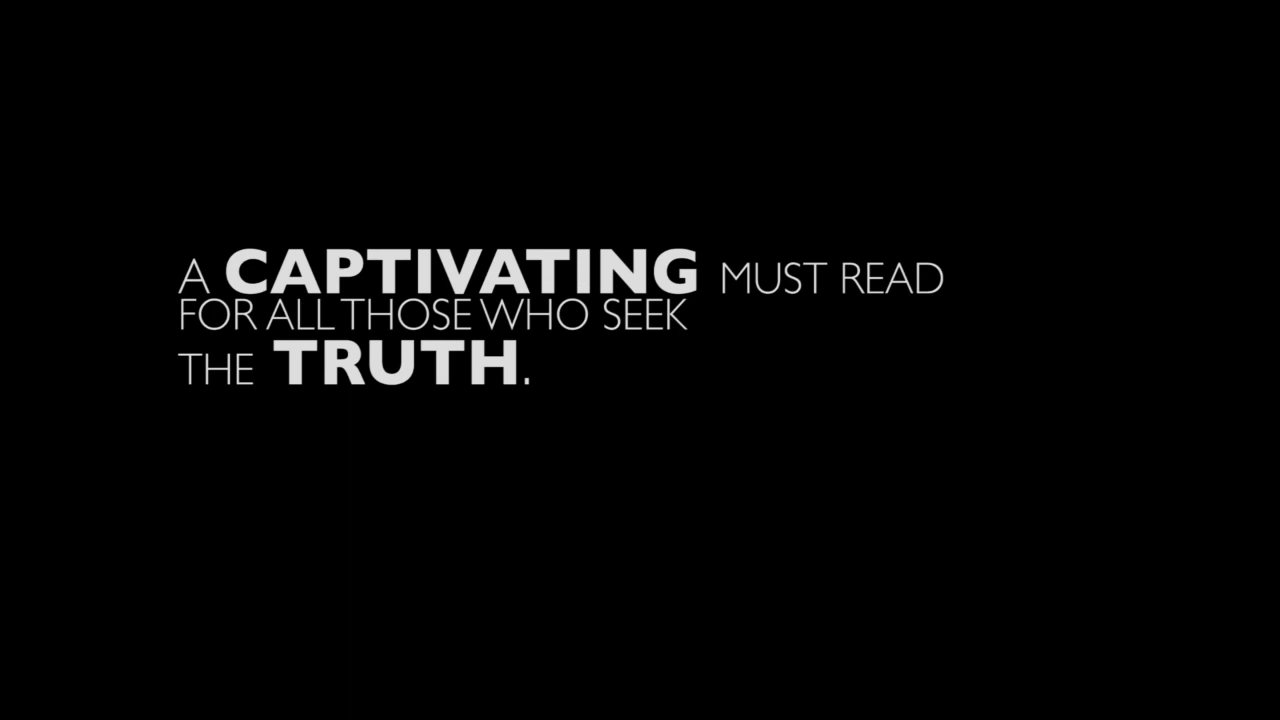 A CAPTIVATING MUST READ
FOR ALL THOSE WHO SEEK
THE TRUTH.